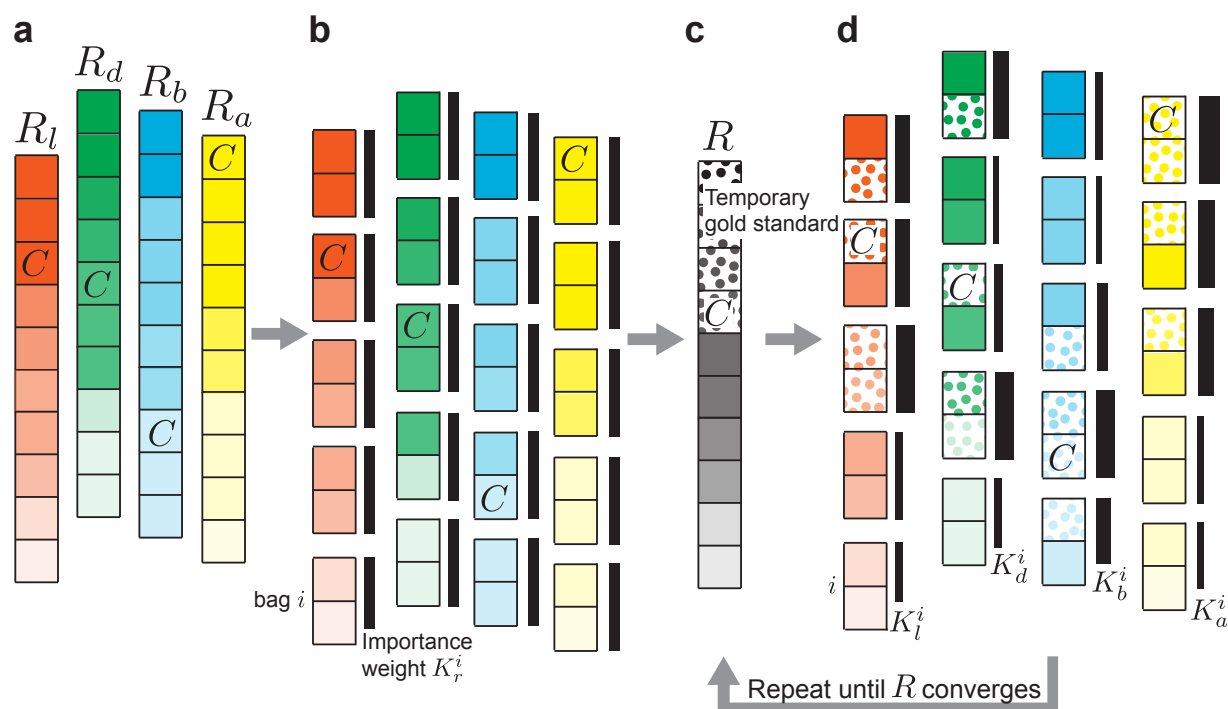 a
b
c
d
R_l
R_d
R_b
R_a
C
C
C
C
C
C
C
C
bag i
Importance
weight K_r^i
R
Temporary
gold standard
C
C
C
C
C
i
K_l^i
K_d^i
K_b^i
K_a^i
Repeat until R converges